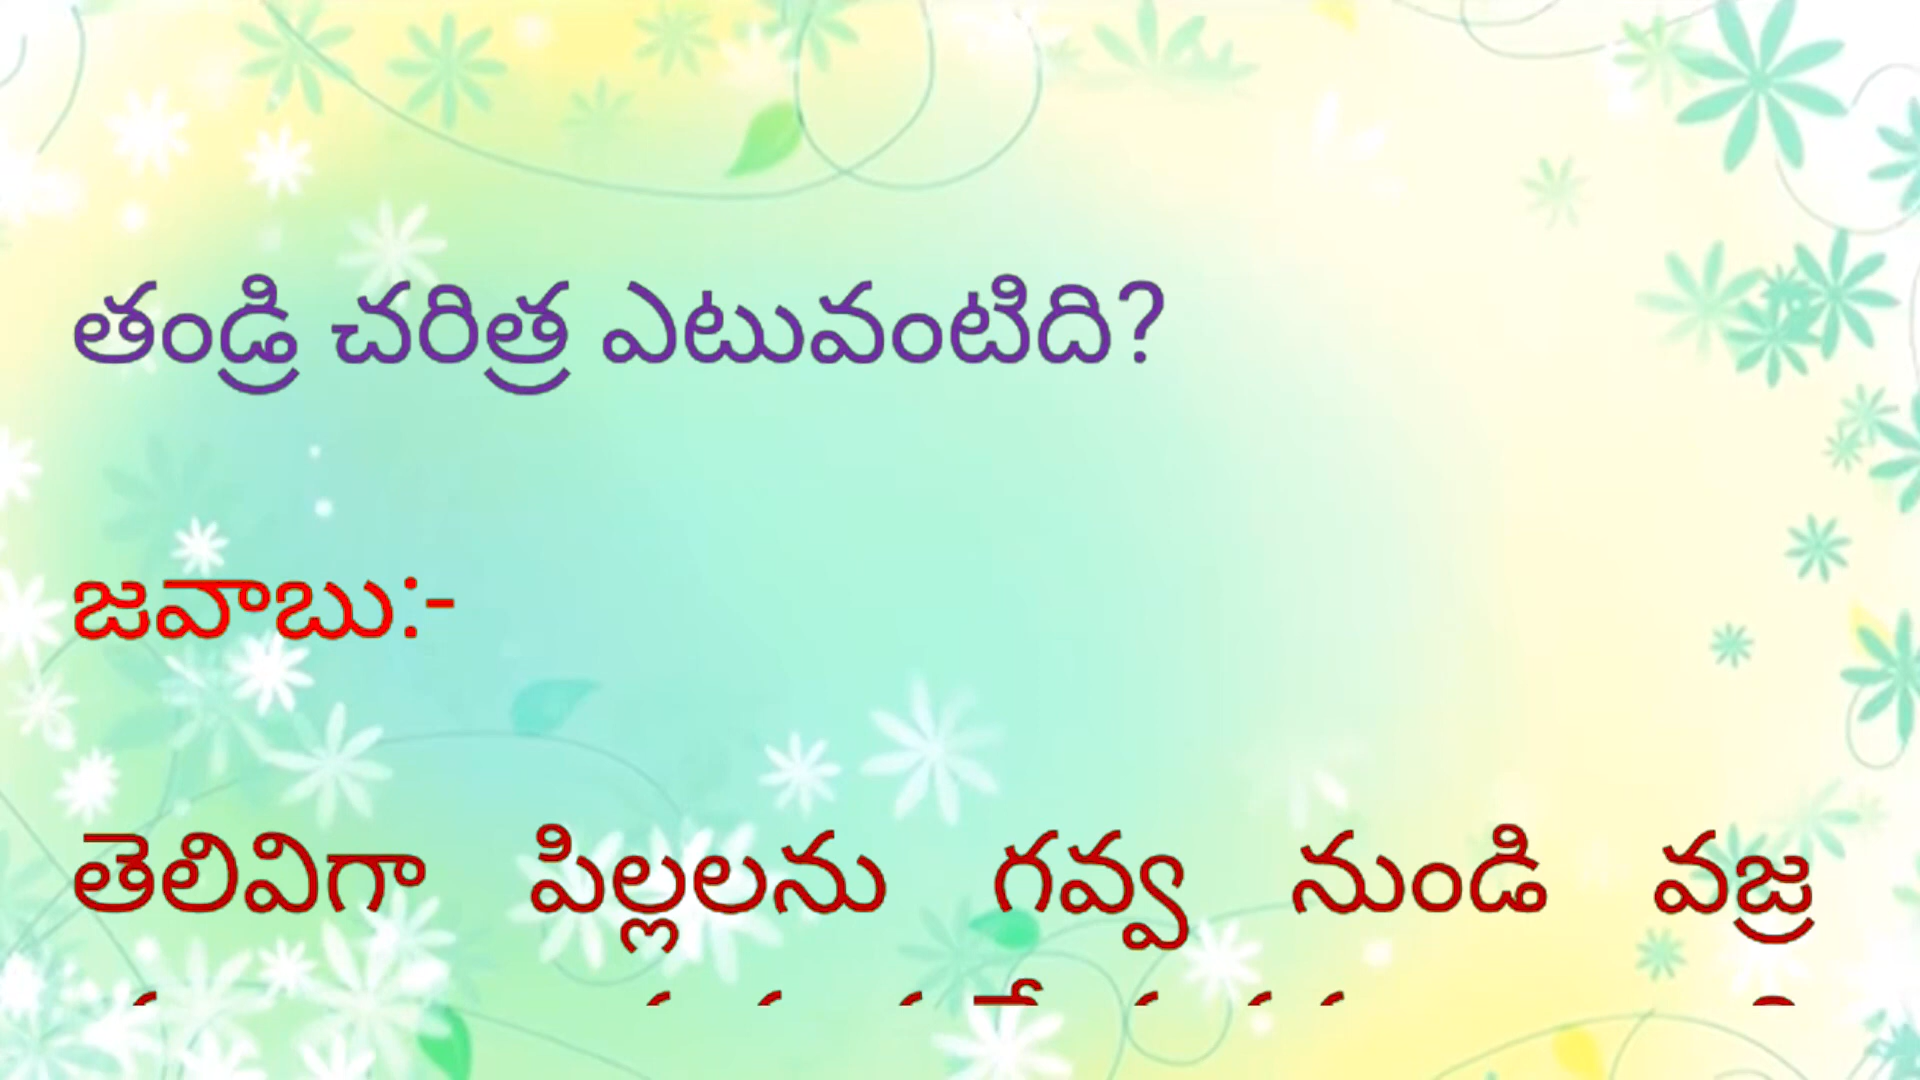 తండ్రి చరిత్ర ఎటువంటిది?
జవాబు:-
తెలివిగా పిల్లలను గవ్వ నుండి వజ్ర